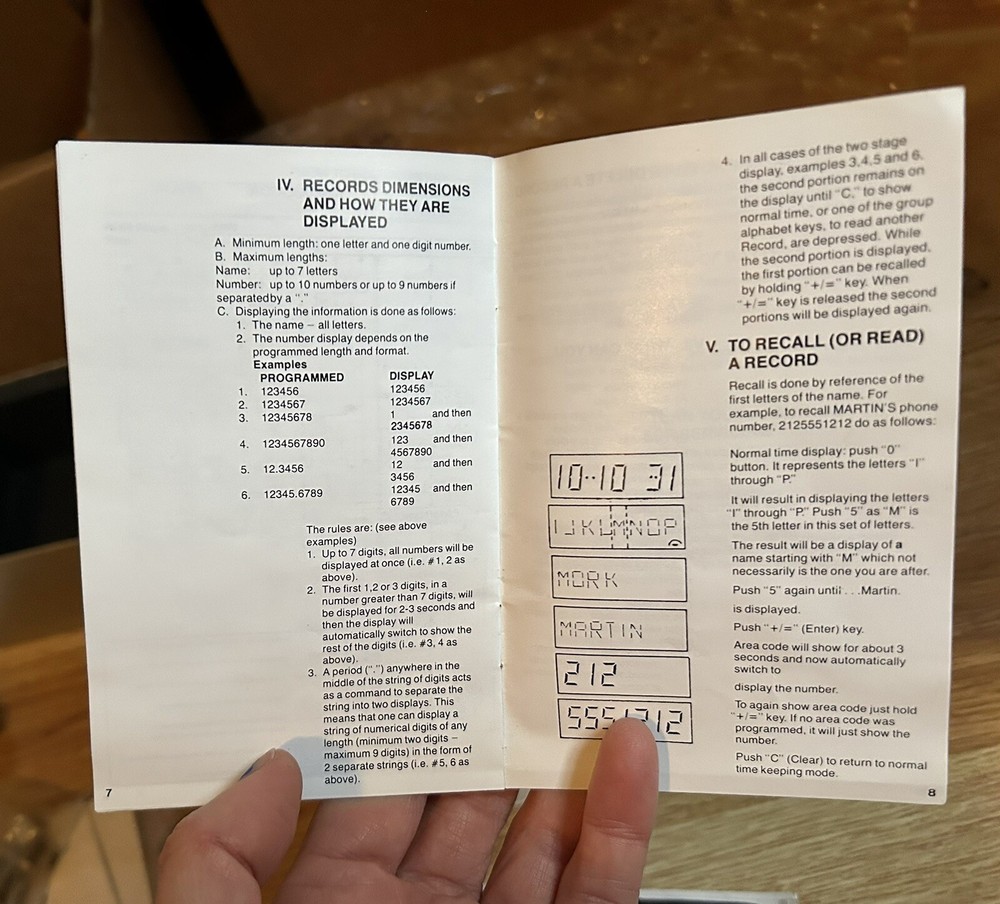 IV. RECORDS DIMENSIONS
AND HOW THEY ARE
DISPLAYED
A. Minimum length: one letter and one digit number.
B. Maximum lengths:
Name: up to 7 letters
Number: up to 10 numbers or up to 9 numbers if
separated by a "."
C. Displaying the information is done as follows:
1. The name – all letters.
2. The number display depends on the
programmed length and format.
Examples
PROGRAMMED DISPLAY
1. 123456 123456
2. 1234567 1234567
3. 12345678 1 and then
2345678
4. 1234567890 123 and then
4567890
5. 12.3456 12 and then
3456
6. 12345.6789 12345 and then
6789
The rules are: (see above
examples)
1. Up to 7 digits, all numbers will be
displayed at once (i.e. #1, 2 as
above).
2. The first 1,2 or 3 digits, in a
number greater than 7 digits, will
be displayed for 2-3 seconds and
then the display will
automatically switch to show the
rest of the digits (i.e. #3, 4 as
above).
3. A period (".") anywhere in the
middle of the string of digits acts
as a command to separate the
string into two displays. This
means that one can display a
string of numerical digits of any
length (minimum two digits –
maximum 9 digits) in the form of
2 separate strings (i.e. #5, 6 as
above).
7
4. In all cases of the two stage
display, examples 3,4,5 and 6,
the second portion remains on
the display until "C," to show
normal time, or one of the group
alphabet keys, to read another
Record, are depressed. While
the second portion is displayed,
the first portion can be recalled
by holding "+/=" key. When
"+/=" key is released the second
portions will be displayed again.
V. TO RECALL (OR READ)
A RECORD
Recall is done by reference of the
first letters of the name. For
example, to recall MARTIN'S phone
number, 2125551212 do as follows:
10--10 31
Normal time display: push "0"
button. It represents the letters "I"
through "P."
IJKLMNOP
It will result in displaying the letters
"I" through "P." Push "5" as "M" is
the 5th letter in this set of letters.
MORK
The result will be a display of a
name starting with "M" which not
necessarily is the one you are after.
Push "5" again until . . . Martin.
MARTIN
is displayed.
Push "+/=" (Enter) key.
212
Area code will show for about 3
seconds and now automatically
switch to
5551212
display the number.
To again show area code just hold
"+/=" key. If no area code was
programmed, it will just show the
number.
Push "C" (Clear) to return to normal
time keeping mode.
8